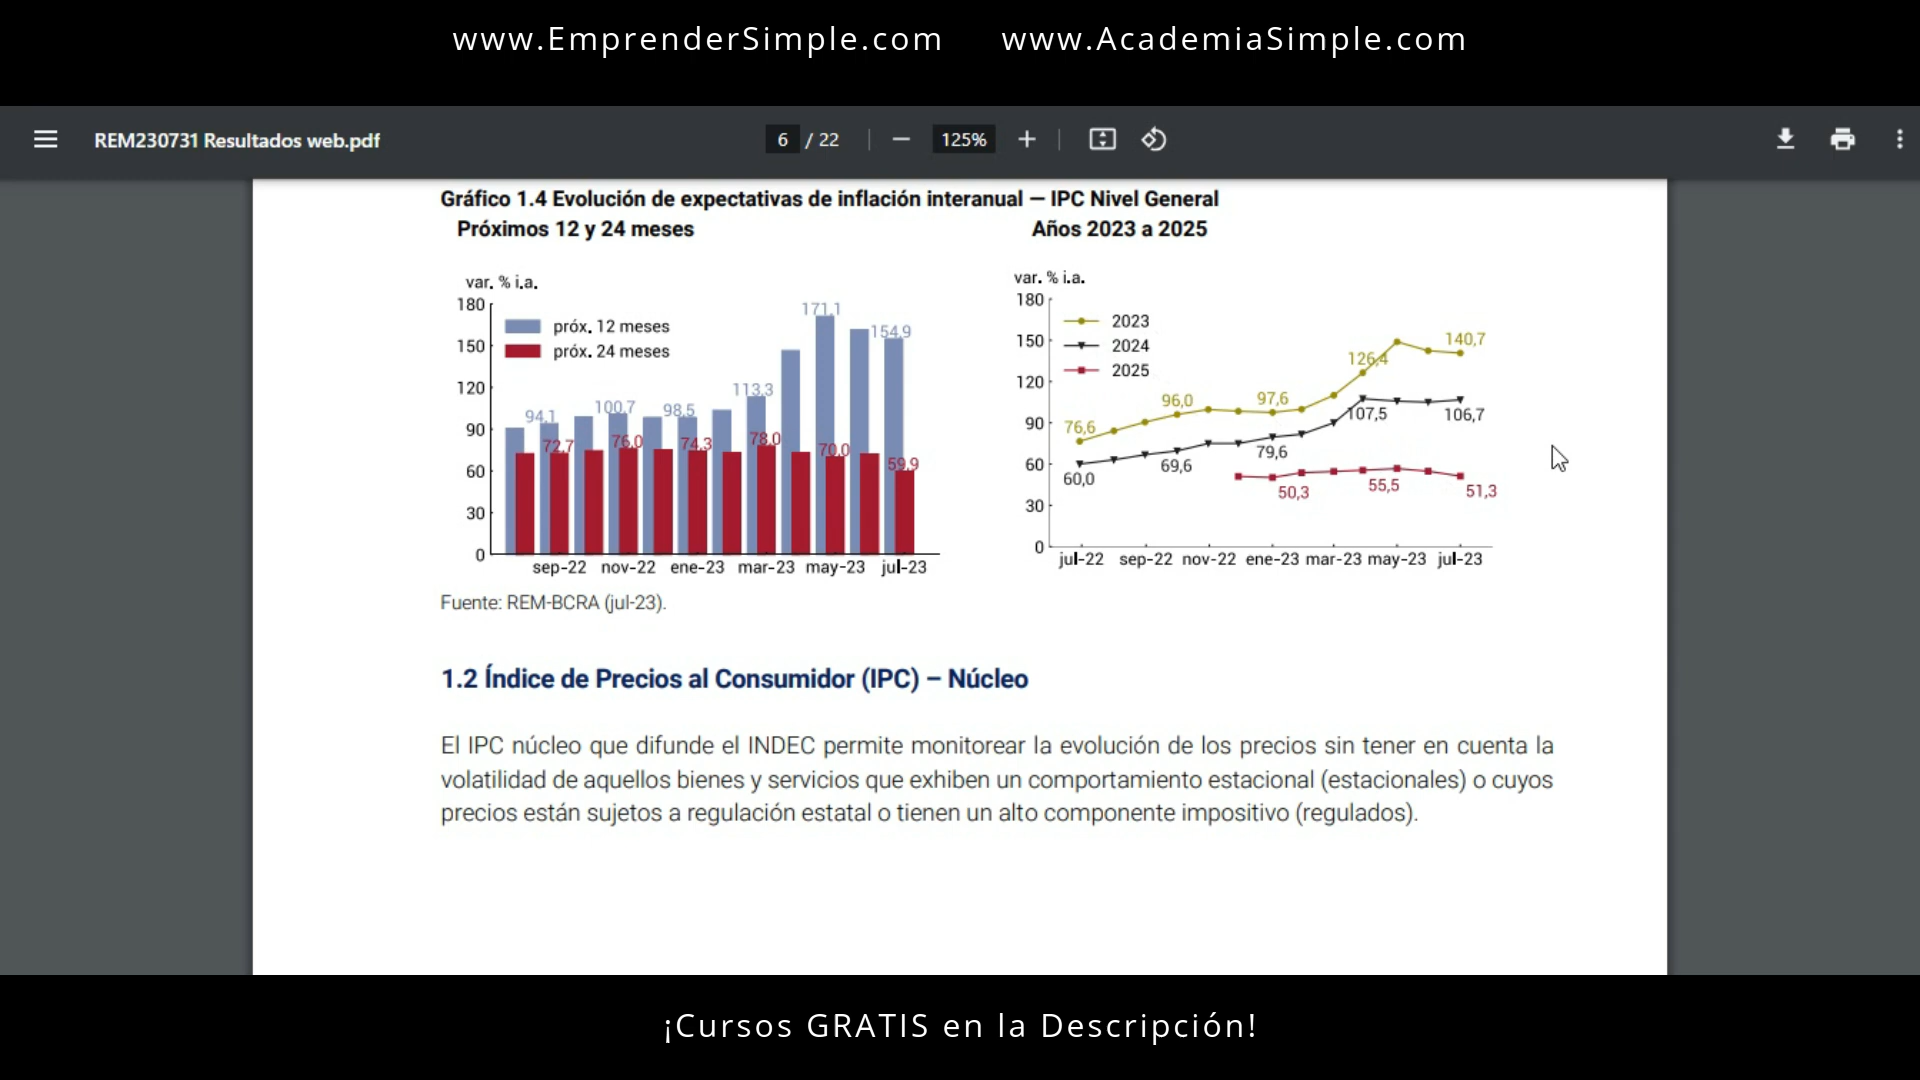 www.EmprenderSimple.com www.AcademiaSimple.com
REM230731 Resultados web.pdf 6 / 22 125%
Gráfico 1.4 Evolución de expectativas de inflación interanual — IPC Nivel General
Próximos 12 y 24 meses
var. % i.a.
180
150
120
90
60
30
0
próx. 12 meses
próx. 24 meses
94,1 100,7 98,5 113,3 171,1 154,9
72,7 76,0 74,3 78,0 70,0 59,9
sep-22 nov-22 ene-23 mar-23 may-23 jul-23
Años 2023 a 2025
var. % i.a.
180
150
120
90
60
30
0
2023
2024
2025
76,6 96,0 97,6 126,4 140,7
60,0 69,6 79,6 107,5 106,7
50,3 55,5 51,3
jul-22 sep-22 nov-22 ene-23 mar-23 may-23 jul-23
Fuente: REM-BCRA (jul-23).
1.2 Índice de Precios al Consumidor (IPC) – Núcleo
El IPC núcleo que difunde el INDEC permite monitorear la evolución de los precios sin tener en cuenta la
volatilidad de aquellos bienes y servicios que exhiben un comportamiento estacional (estacionales) o cuyos
precios están sujetos a regulación estatal o tienen un alto componente impositivo (regulados).
¡Cursos GRATIS en la Descripción!